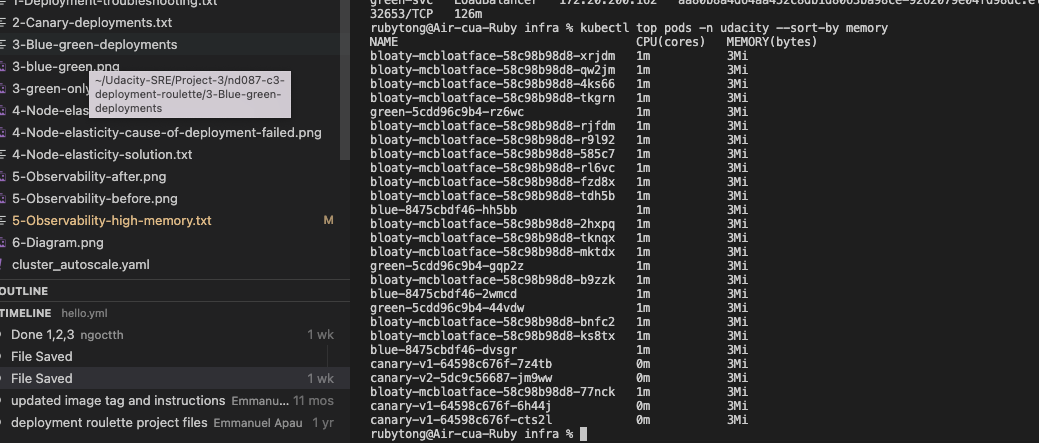 1-Deployment-troubleshooting.txt
2-Canary-deployments.txt
3-Blue-green-deployments
3-blue-green.png
3-green-only
4-Node-elas
~/Udacity-SRE/Project-3/nd087-c3-
deployment-roulette/3-Blue-green-
deployments
4-Node-elasticity-cause-of-deployment-failed.png
4-Node-elasticity-solution.txt
5-Observability-after.png
5-Observability-before.png
5-Observability-high-memory.txt M
6-Diagram.png
! cluster_autoscale.yaml
OUTLINE
TIMELINE hello.yml
Done 1,2,3 ngoctth 1 wk
File Saved
File Saved 1 wk
updated image tag and instructions Emmanu... 11 mos
deployment roulette project files Emmanuel Apau 1 yr
green-svc LoadBalancer
32653/TCP 126m
rubytong@Air-cua-Ruby infra % kubectl top pods -n udacity --sort-by memory
NAME CPU(cores) MEMORY(bytes)
bloaty-mcbloatface-58c98b98d8-xrjdm 1m 3Mi
bloaty-mcbloatface-58c98b98d8-qw2jm 1m 3Mi
bloaty-mcbloatface-58c98b98d8-4ks66 1m 3Mi
bloaty-mcbloatface-58c98b98d8-tkgrn 1m 3Mi
green-5cdd96c9b4-rz6wc 1m 3Mi
bloaty-mcbloatface-58c98b98d8-rjfdm 1m 3Mi
bloaty-mcbloatface-58c98b98d8-r9l92 1m 3Mi
bloaty-mcbloatface-58c98b98d8-585c7 1m 3Mi
bloaty-mcbloatface-58c98b98d8-rl6vc 1m 3Mi
bloaty-mcbloatface-58c98b98d8-fzd8x 1m 3Mi
bloaty-mcbloatface-58c98b98d8-tdh5b 1m 3Mi
blue-8475cbdf46-hh5bb 1m 3Mi
bloaty-mcbloatface-58c98b98d8-2hxpq 1m 3Mi
bloaty-mcbloatface-58c98b98d8-tknqx 1m 3Mi
bloaty-mcbloatface-58c98b98d8-mktdx 1m 3Mi
green-5cdd96c9b4-gqp2z 1m 3Mi
bloaty-mcbloatface-58c98b98d8-b9zzk 1m 3Mi
blue-8475cbdf46-2wmcd 1m 3Mi
green-5cdd96c9b4-44vdw 1m 3Mi
bloaty-mcbloatface-58c98b98d8-bnfc2 1m 3Mi
bloaty-mcbloatface-58c98b98d8-ks8tx 1m 3Mi
blue-8475cbdf46-dvsgr 1m 3Mi
canary-v1-64598c676f-7z4tb 0m 3Mi
canary-v2-5dc9c56687-jm9ww 0m 3Mi
bloaty-mcbloatface-58c98b98d8-77nck 1m 3Mi
canary-v1-64598c676f-6h44j 0m 3Mi
canary-v1-64598c676f-cts2l 0m 3Mi
rubytong@Air-cua-Ruby infra %